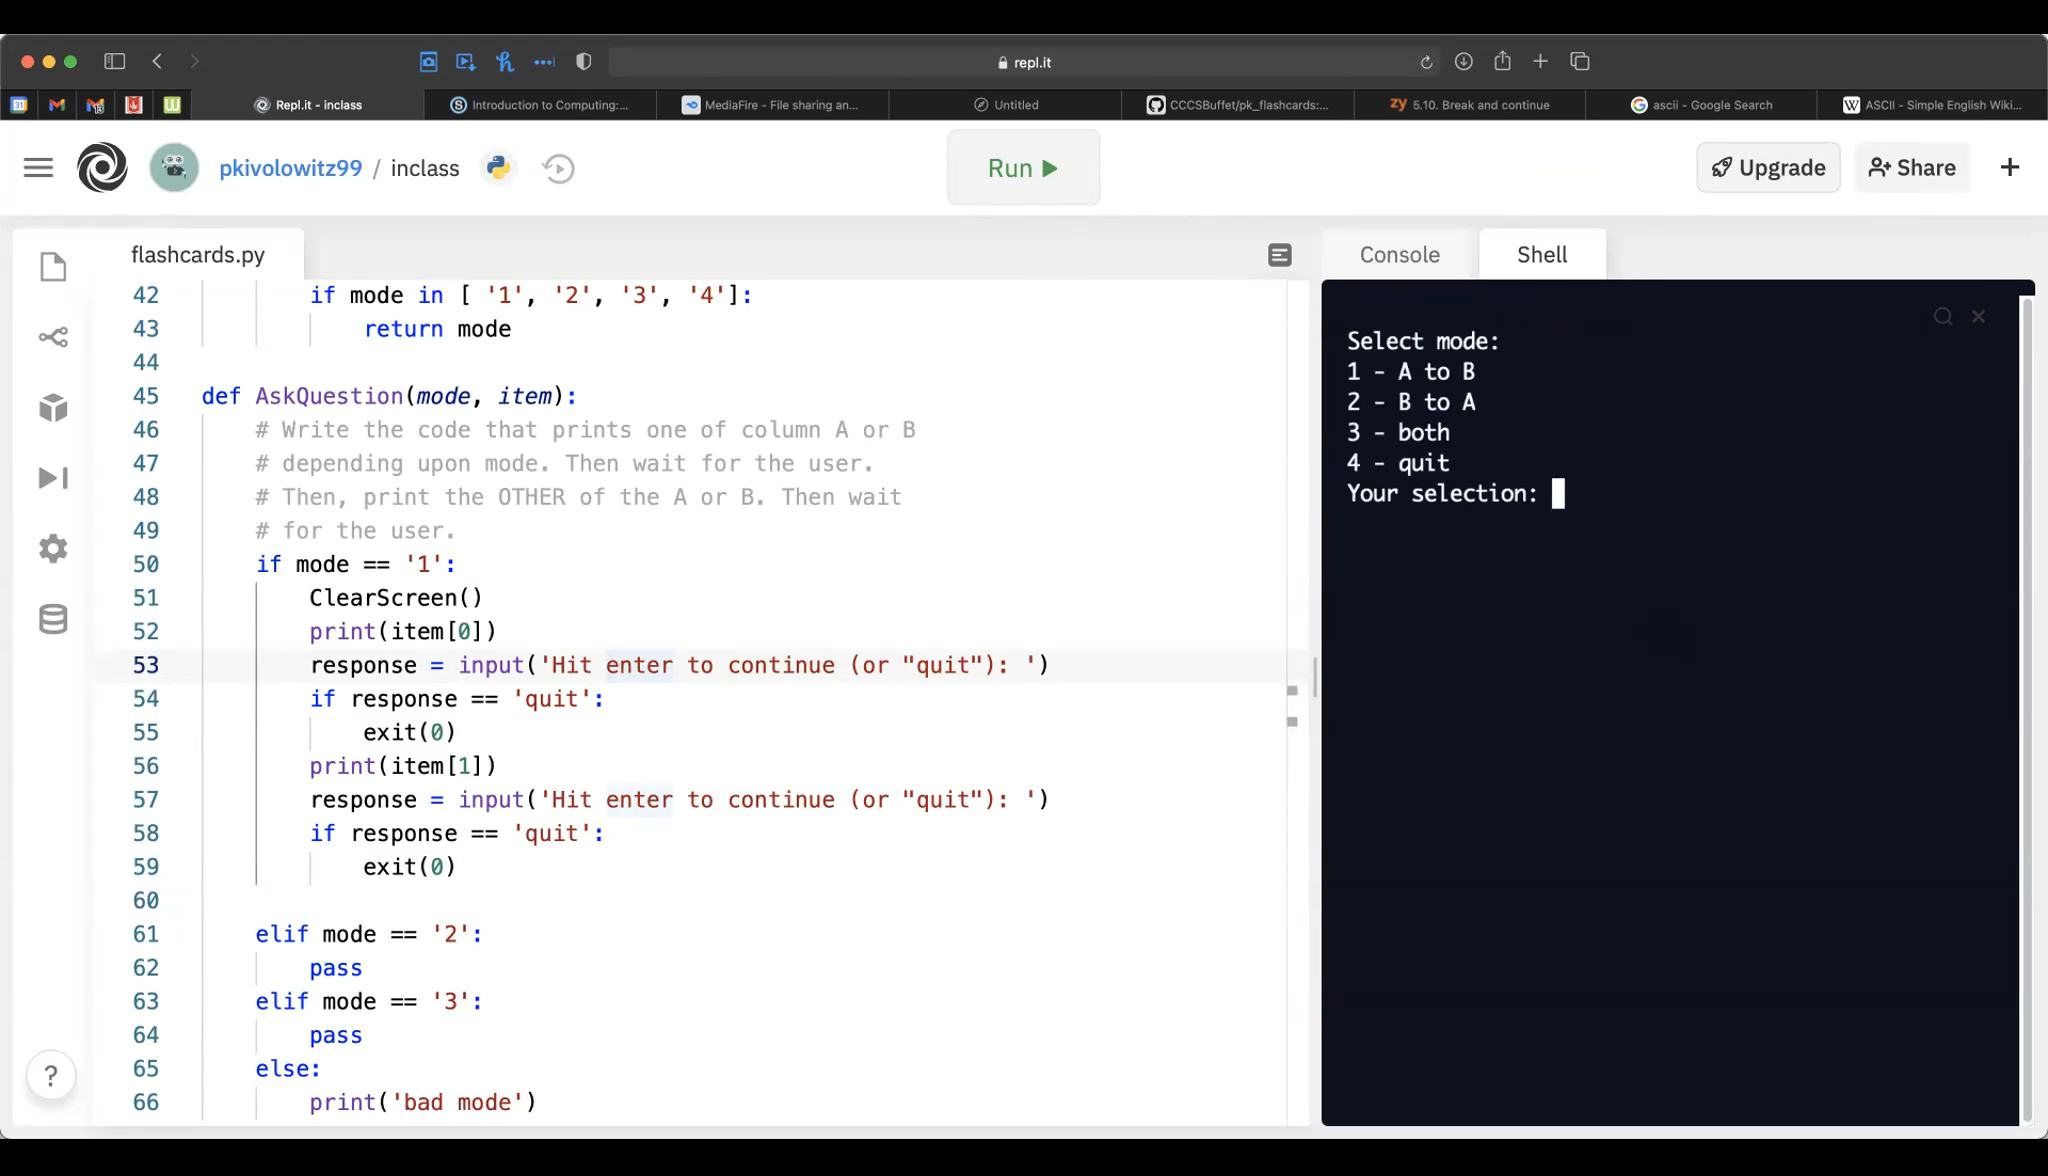 repl.it
31
Repl.it - inclass
Introduction to Computing:...
MediaFire - File sharing an...
Untitled
CCCSBuffet/pk_flashcards:...
zy 5.10. Break and continue
ascii - Google Search
W ASCII - Simple English Wiki...
pkivolowitz99 / inclass
Run
Upgrade
Share
flashcards.py
Console
Shell
42 if mode in [ '1', '2', '3', '4']:
43 return mode
44
45 def AskQuestion(mode, item):
46 # Write the code that prints one of column A or B
47 # depending upon mode. Then wait for the user.
48 # Then, print the OTHER of the A or B. Then wait
49 # for the user.
50 if mode == '1':
51 ClearScreen()
52 print(item[0])
53 response = input('Hit enter to continue (or "quit"): ')
54 if response == 'quit':
55 exit(0)
56 print(item[1])
57 response = input('Hit enter to continue (or "quit"): ')
58 if response == 'quit':
59 exit(0)
60
61 elif mode == '2':
62 pass
63 elif mode == '3':
64 pass
65 else:
66 print('bad mode')
Select mode:
1 - A to B
2 - B to A
3 - both
4 - quit
Your selection:
?